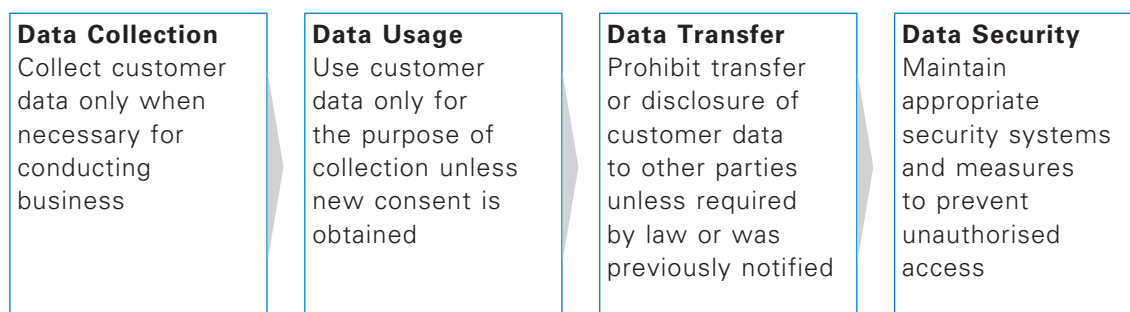 Data Collection
Collect customer
data only when
necessary for
conducting
business
Data Usage
Use customer
data only for
the purpose of
collection unless
new consent is
obtained
Data Transfer
Prohibit transfer
or disclosure of
customer data
to other parties
unless required
by law or was
previously notified
Data Security
Maintain
appropriate
security systems
and measures
to prevent
unauthorised
access